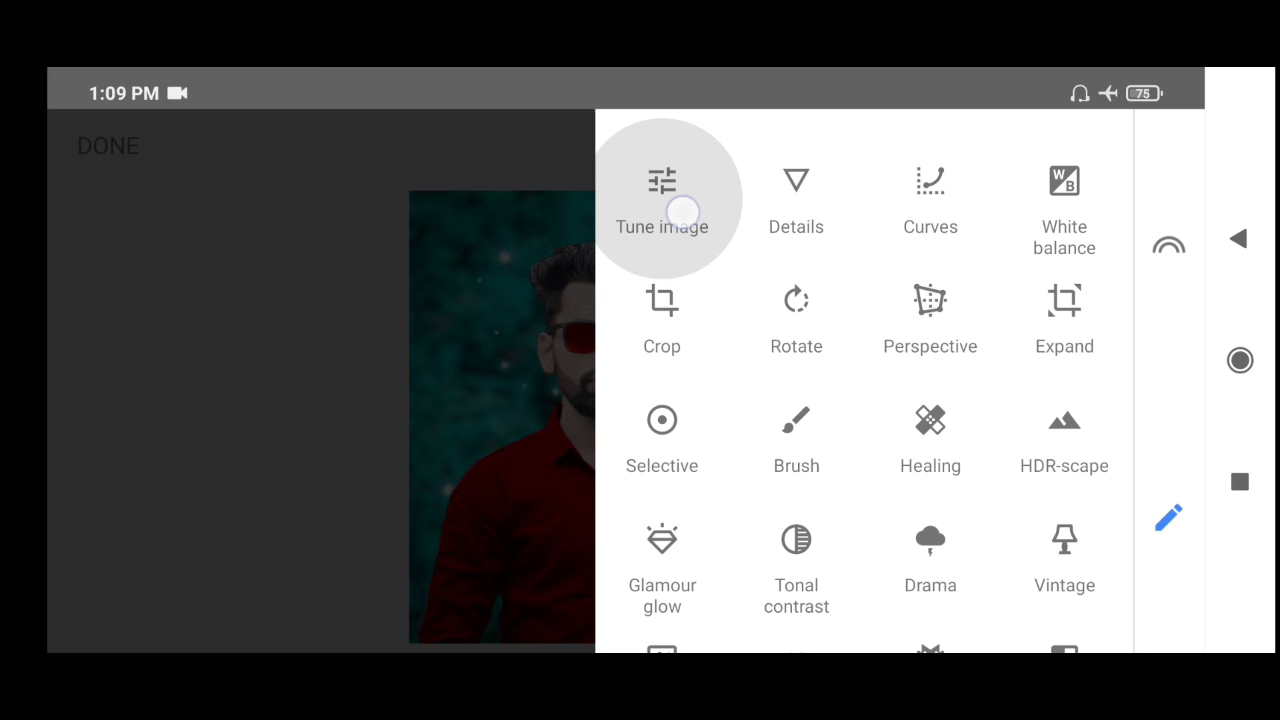 1:09 PM
75
DONE
Tune image
Details
Curves
White
balance
W
B
Crop
Rotate
Perspective
Expand
Selective
Brush
Healing
HDR-scape
Glamour
glow
Tonal
contrast
Drama
Vintage